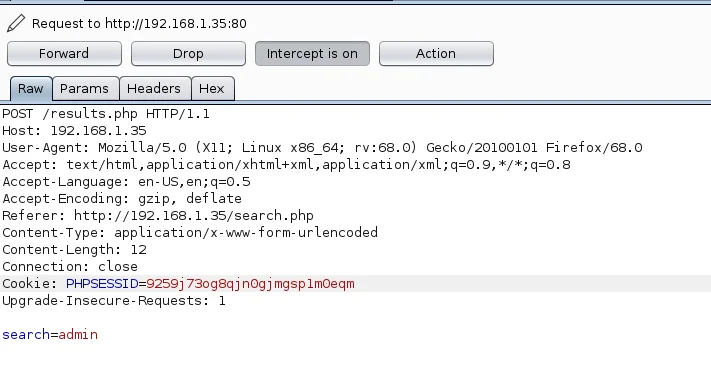 Request to http://192.168.1.35:80
Forward Drop Intercept is on Action
Raw Params Headers Hex
POST /results.php HTTP/1.1
Host: 192.168.1.35
User-Agent: Mozilla/5.0 (X11; Linux x86_64; rv:68.0) Gecko/20100101 Firefox/68.0
Accept: text/html,application/xhtml+xml,application/xml;q=0.9,*/*;q=0.8
Accept-Language: en-US,en;q=0.5
Accept-Encoding: gzip, deflate
Referer: http://192.168.1.35/search.php
Content-Type: application/x-www-form-urlencoded
Content-Length: 12
Connection: close
Cookie: PHPSESSID=9259j73og8qjn0gjmgsp1m0eqm
Upgrade-Insecure-Requests: 1
search=admin